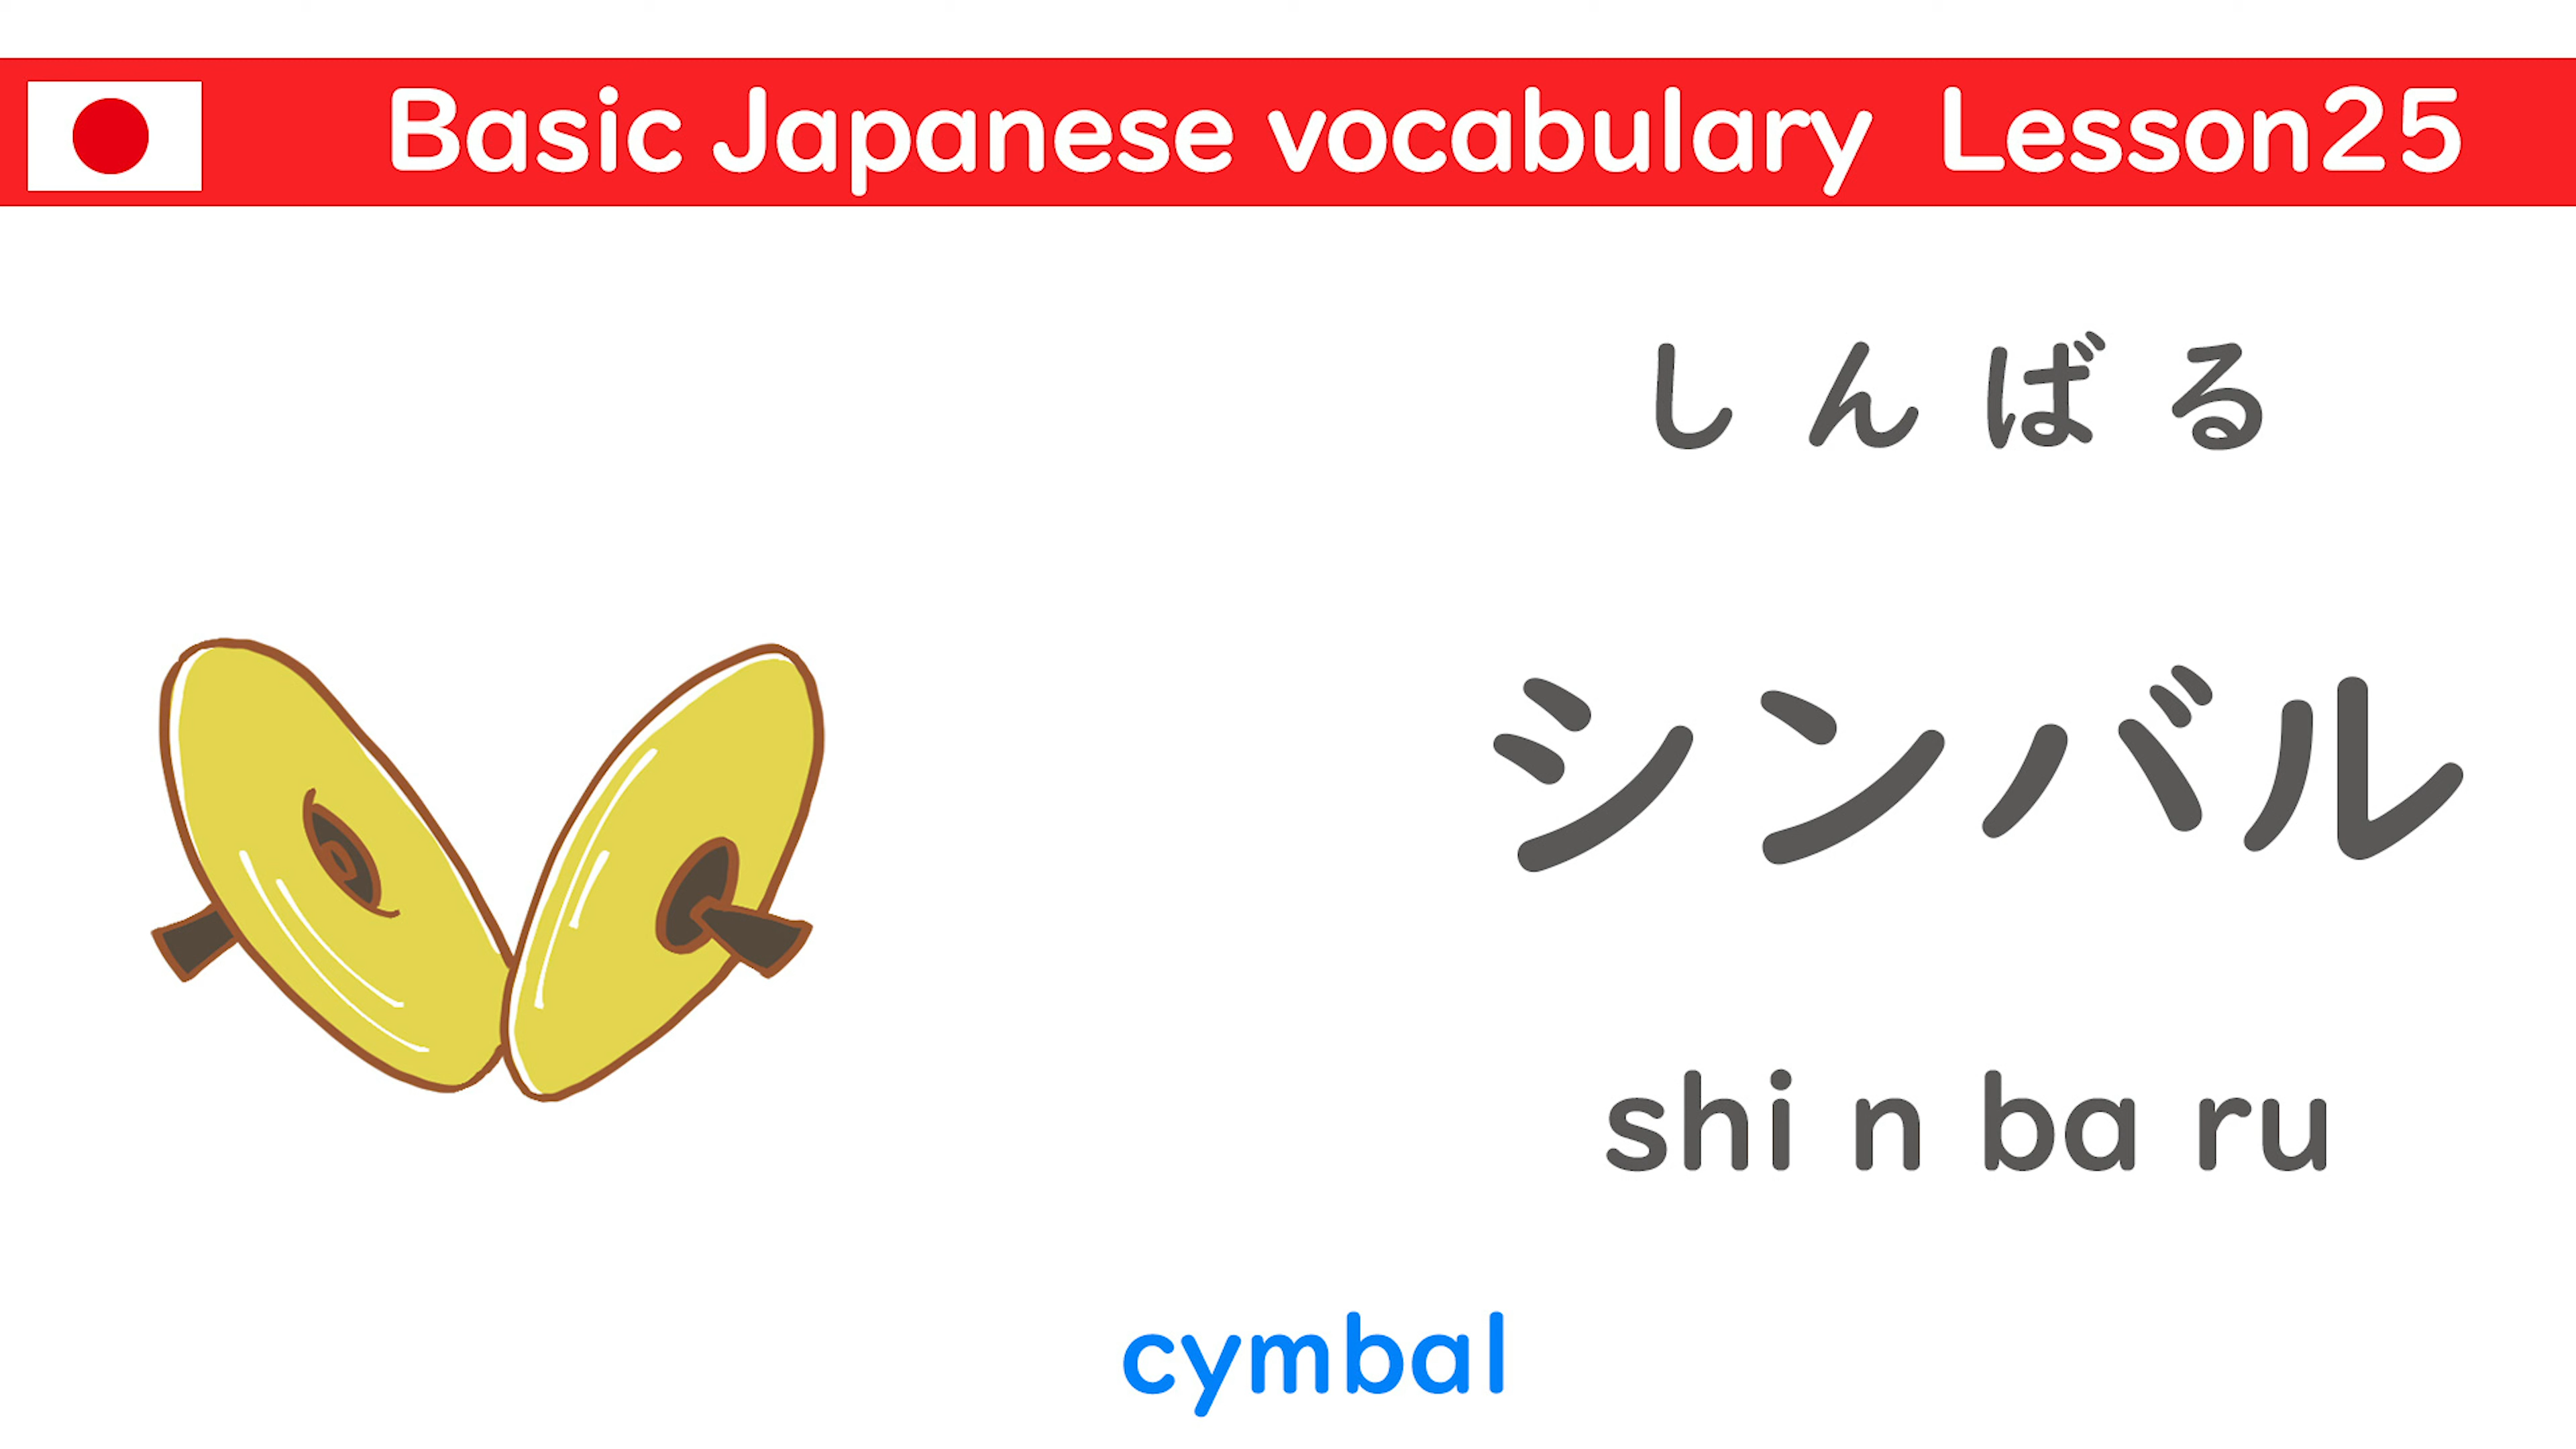 Basic Japanese vocabulary Lesson25
しんばる
シンバル
shi n ba ru
cymbal